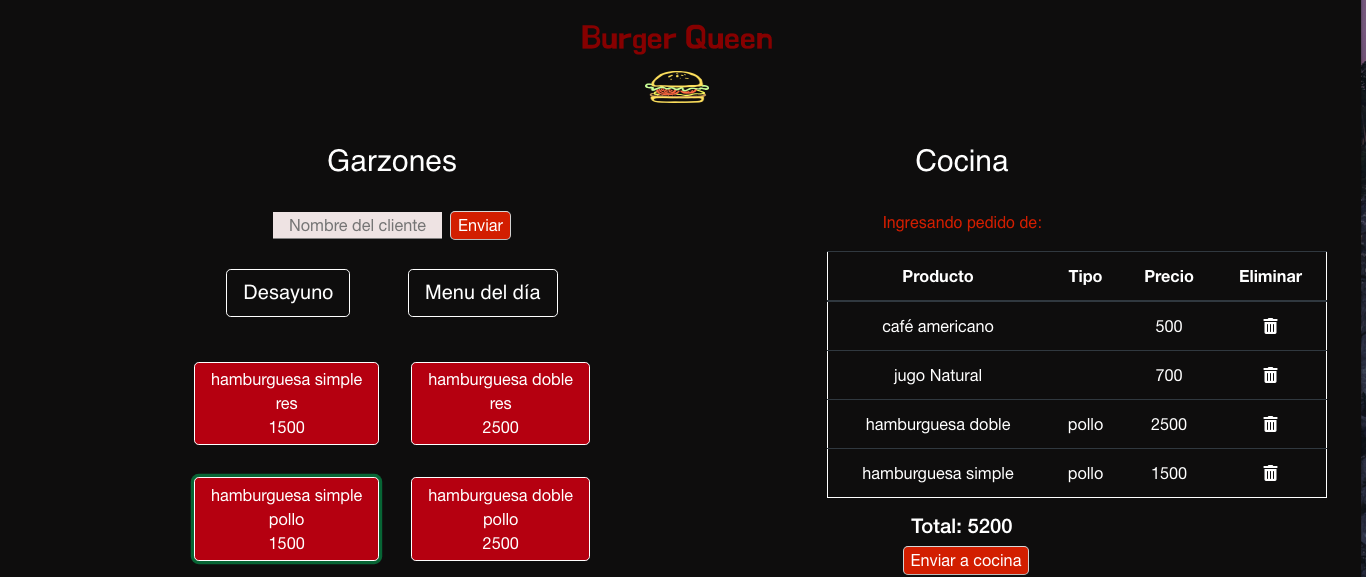 Burger Queen
Garzones
Nombre del cliente Enviar
Desayuno Menu del día
hamburguesa simple
res
1500
hamburguesa doble
res
2500
hamburguesa simple
pollo
1500
hamburguesa doble
pollo
2500
Cocina
Ingresando pedido de:
Producto Tipo Precio Eliminar
café americano 500
jugo Natural 700
hamburguesa doble pollo 2500
hamburguesa simple pollo 1500
Total: 5200
Enviar a cocina